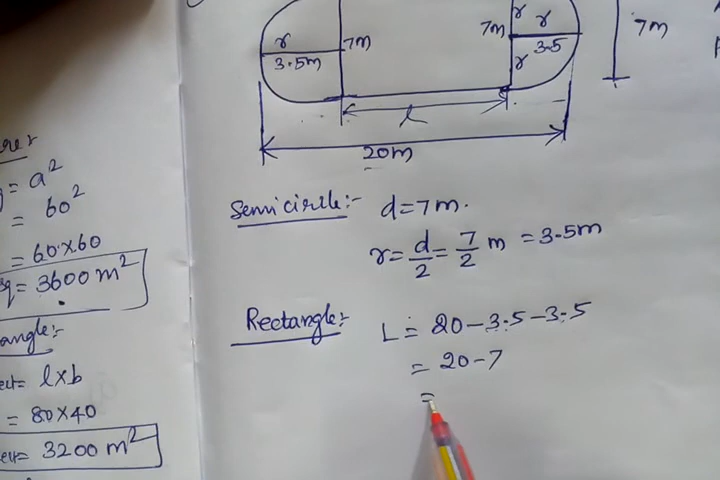 r r
r 7m 7m r 7m
3.5m r 3.5
l
20m
Semicircle:- d=7m.
r=d/2=7/2 m =3.5m
Rectangle:- L = 20-3.5-3.5
= 20-7
=
= a²
= 60²
= 60×60
= 3600 m²
angle:-
= l×b
= 80×40
= 3200 m²